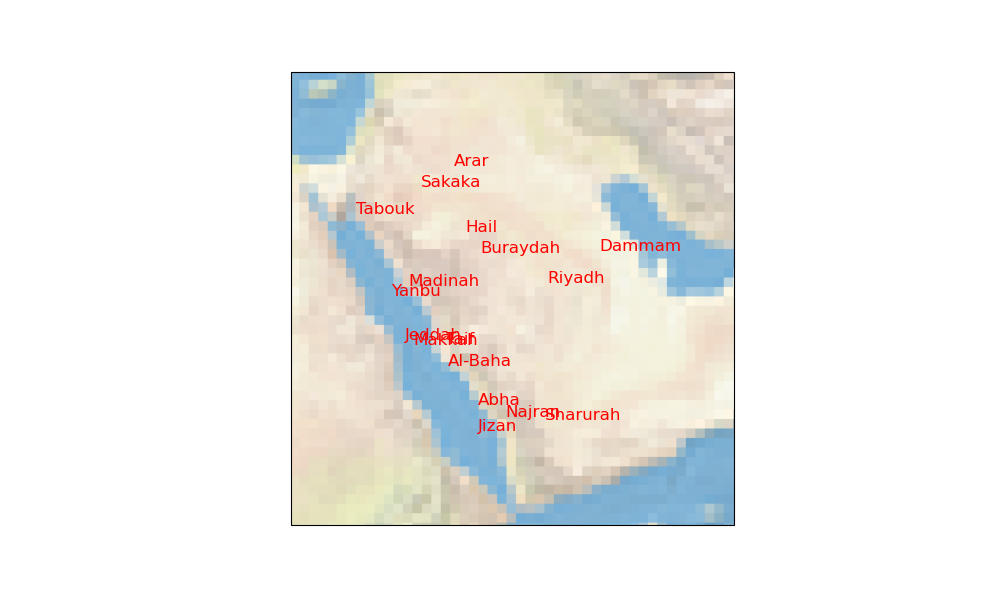 Arar
Sakaka
Tabouk
Hail
Buraydah
Dammam
Riyadh
Madinah
Yanbu
Jeddah
Makkah
Taif
Al-Baha
Abha
Najran
Sharurah
Jizan